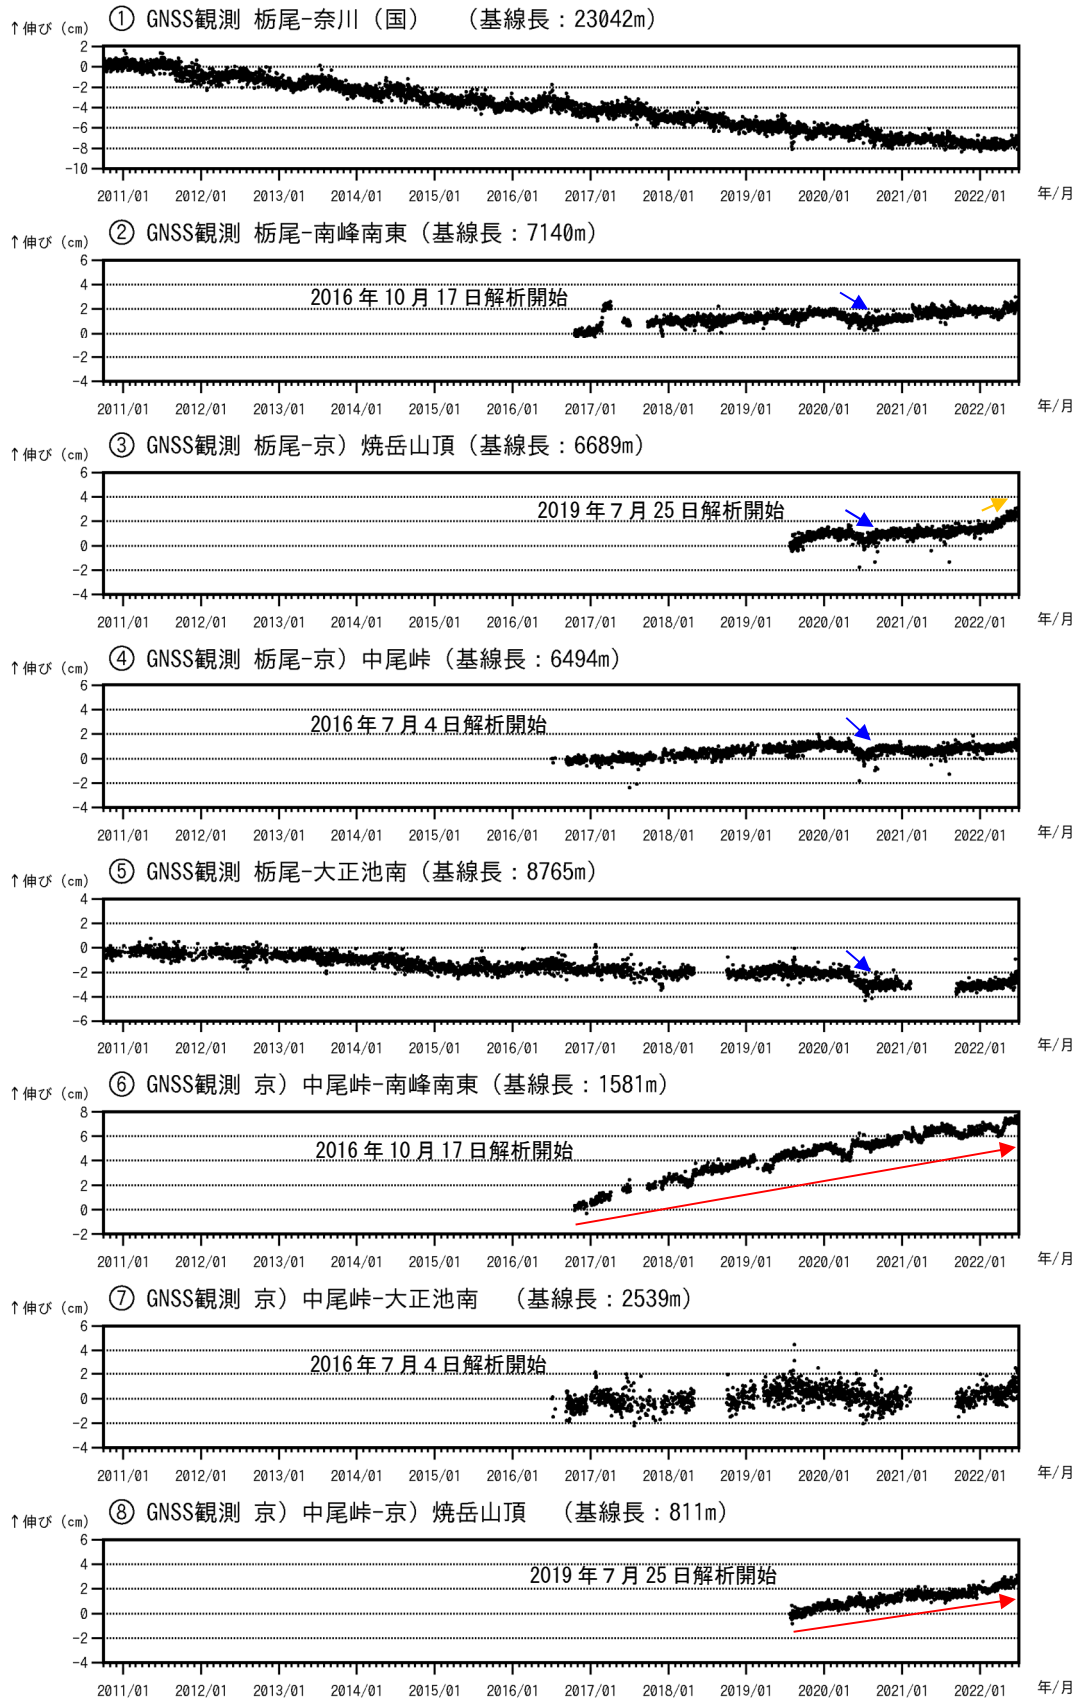 ① GNSS観測 栃尾-奈川（国）　（基線長：23042m）
↑伸び（cm）
2
0
-2
-4
-6
-8
-10
2011/01 2012/01 2013/01 2014/01 2015/01 2016/01 2017/01 2018/01 2019/01 2020/01 2021/01 2022/01 年/月
② GNSS観測 栃尾-南峰南東（基線長：7140m）
↑伸び（cm）
6
4
2016年10月17日解析開始
2
0
-2
-4
2011/01 2012/01 2013/01 2014/01 2015/01 2016/01 2017/01 2018/01 2019/01 2020/01 2021/01 2022/01 年/月
③ GNSS観測 栃尾-京）焼岳山頂（基線長：6689m）
↑伸び（cm）
6
4
2019年7月25日解析開始
2
0
-2
-4
2011/01 2012/01 2013/01 2014/01 2015/01 2016/01 2017/01 2018/01 2019/01 2020/01 2021/01 2022/01 年/月
④ GNSS観測 栃尾-京）中尾峠（基線長：6494m）
↑伸び（cm）
6
4
2016年７月４日解析開始
2
0
-2
-4
2011/01 2012/01 2013/01 2014/01 2015/01 2016/01 2017/01 2018/01 2019/01 2020/01 2021/01 2022/01 年/月
⑤ GNSS観測 栃尾-大正池南（基線長：8765m）
↑伸び（cm）
4
2
0
-2
-4
-6
2011/01 2012/01 2013/01 2014/01 2015/01 2016/01 2017/01 2018/01 2019/01 2020/01 2021/01 2022/01 年/月
⑥ GNSS観測 京）中尾峠-南峰南東（基線長：1581m）
↑伸び（cm）
8
6
2016年10月17日解析開始
4
2
0
-2
2011/01 2012/01 2013/01 2014/01 2015/01 2016/01 2017/01 2018/01 2019/01 2020/01 2021/01 2022/01 年/月
⑦ GNSS観測 京）中尾峠-大正池南　（基線長：2539m）
↑伸び（cm）
6
4
2016年７月４日解析開始
2
0
-2
-4
2011/01 2012/01 2013/01 2014/01 2015/01 2016/01 2017/01 2018/01 2019/01 2020/01 2021/01 2022/01 年/月
⑧ GNSS観測 京）中尾峠-京）焼岳山頂　（基線長：811m）
↑伸び（cm）
6
4
2019年７月25日解析開始
2
0
-2
-4
2011/01 2012/01 2013/01 2014/01 2015/01 2016/01 2017/01 2018/01 2019/01 2020/01 2021/01 2022/01 年/月